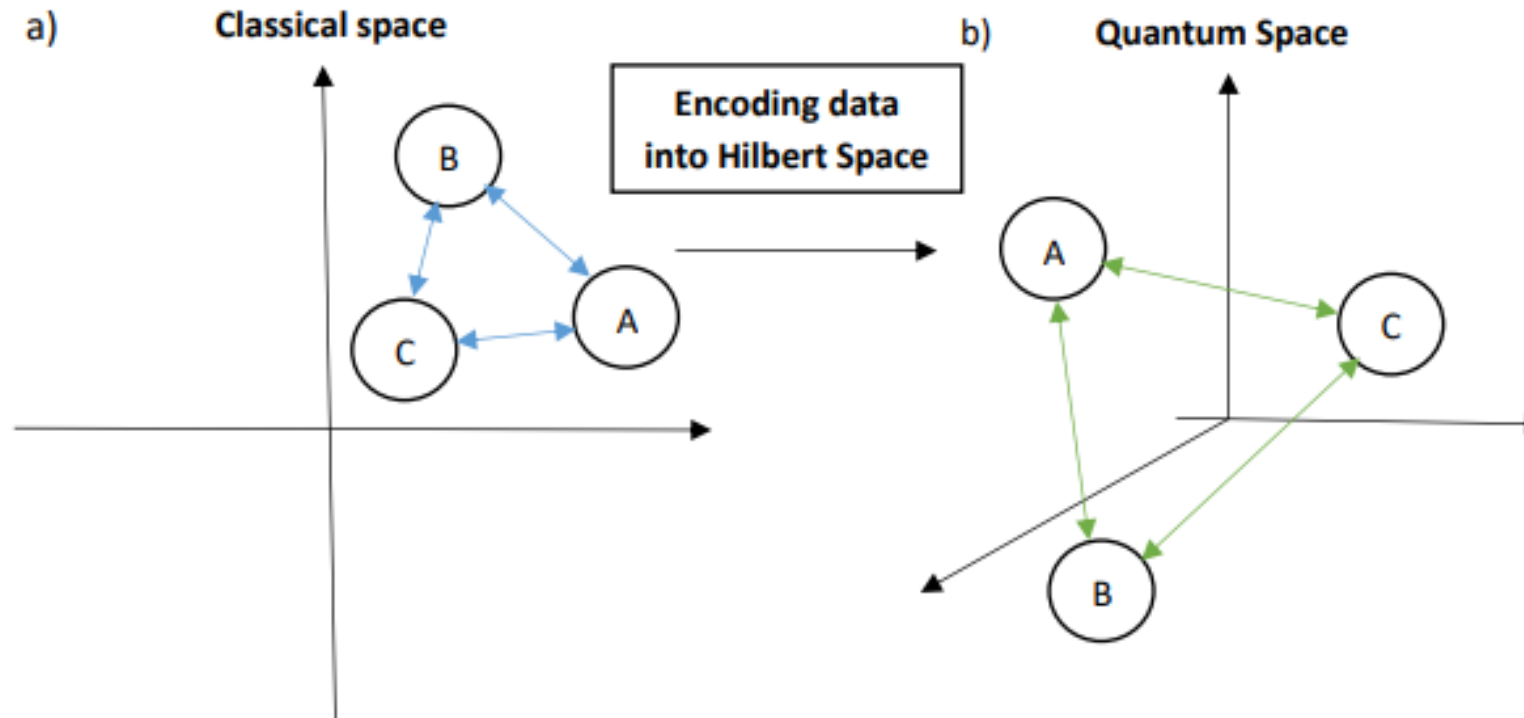 a)
Classical space
B
C
A
Encoding data
into Hilbert Space
b)
Quantum Space
A
C
B